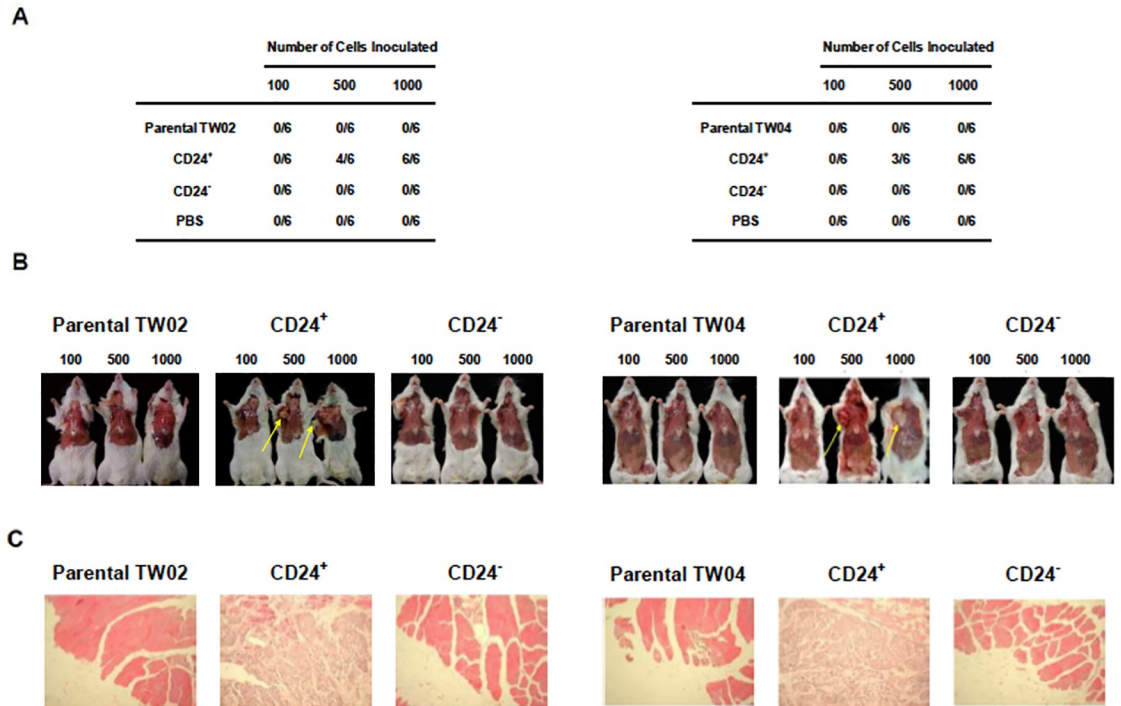 A
Number of Cells Inoculated
100 500 1000
Parental TW02 0/6 0/6 0/6
CD24⁺ 0/6 4/6 6/6
CD24⁻ 0/6 0/6 0/6
PBS 0/6 0/6 0/6
Number of Cells Inoculated
100 500 1000
Parental TW04 0/6 0/6 0/6
CD24⁺ 0/6 3/6 6/6
CD24⁻ 0/6 0/6 0/6
PBS 0/6 0/6 0/6
B
Parental TW02 CD24⁺ CD24⁻ Parental TW04 CD24⁺ CD24⁻
100 500 1000 100 500 1000 100 500 1000 100 500 1000 100 500 1000 100 500 1000
C
Parental TW02 CD24⁺ CD24⁻ Parental TW04 CD24⁺ CD24⁻